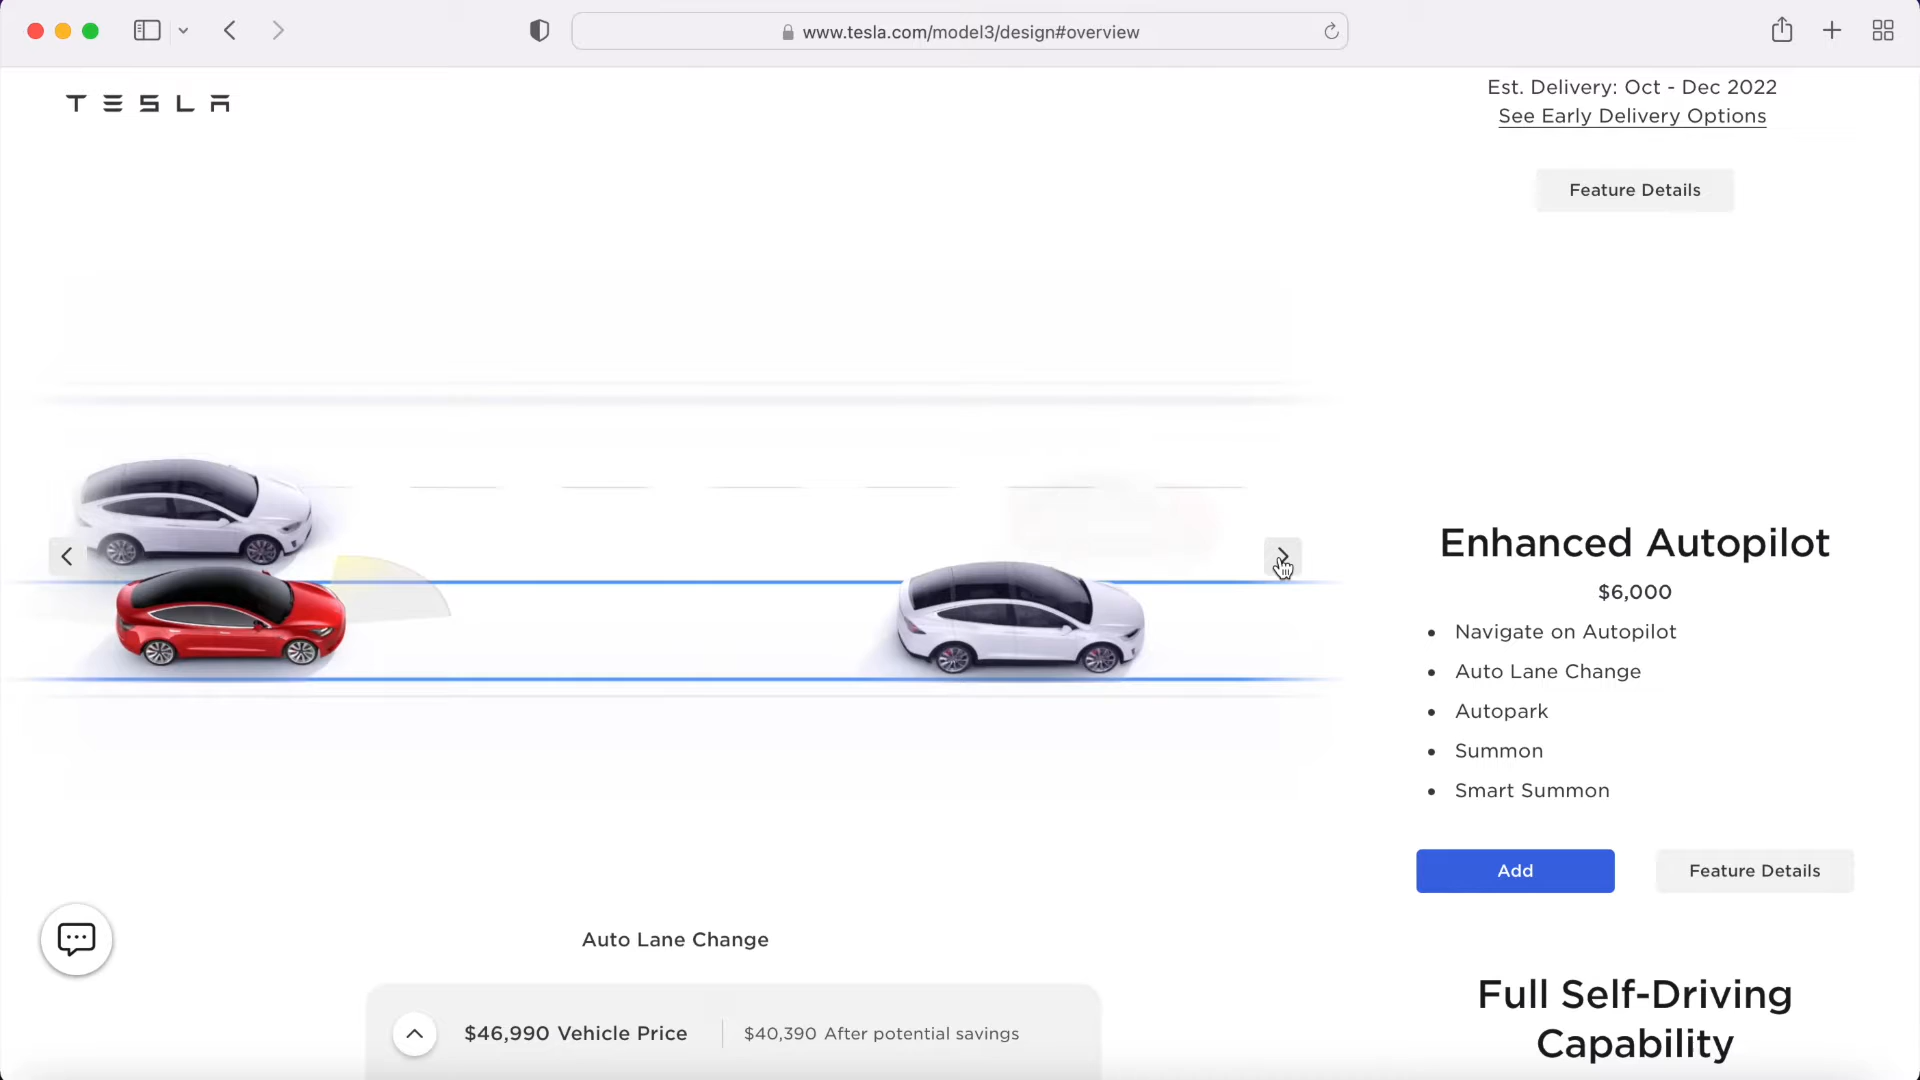 www.tesla.com/model3/design#overview
TESLA
Est. Delivery: Oct - Dec 2022
See Early Delivery Options
Feature Details
Enhanced Autopilot
$6,000
• Navigate on Autopilot
• Auto Lane Change
• Autopark
• Summon
• Smart Summon
Add
Feature Details
Auto Lane Change
Full Self-Driving
Capability
$46,990 Vehicle Price
$40,390 After potential savings